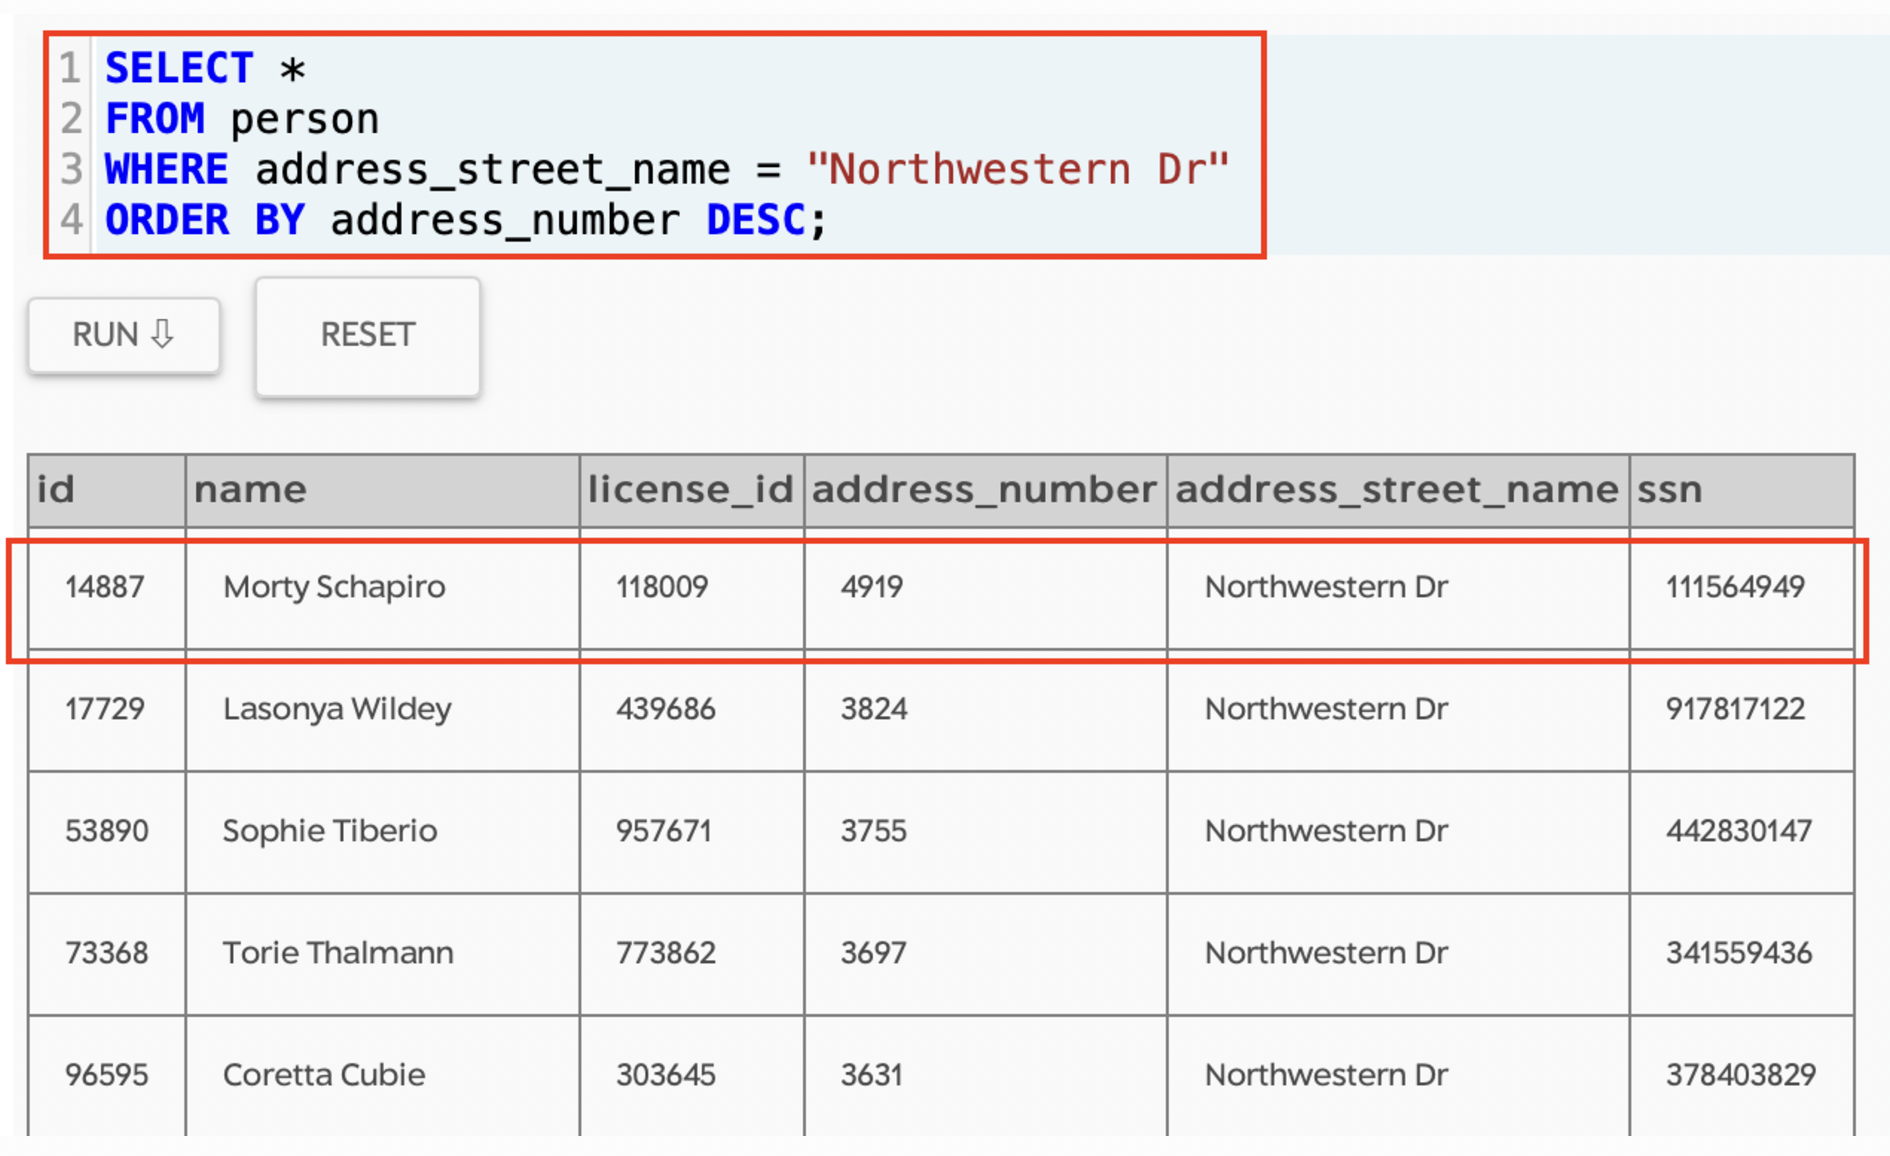 1 SELECT *
2 FROM person
3 WHERE address_street_name = "Northwestern Dr"
4 ORDER BY address_number DESC;
RUN ⇩ RESET
id name license_id address_number address_street_name ssn
14887 Morty Schapiro 118009 4919 Northwestern Dr 111564949
17729 Lasonya Wildey 439686 3824 Northwestern Dr 917817122
53890 Sophie Tiberio 957671 3755 Northwestern Dr 442830147
73368 Torie Thalmann 773862 3697 Northwestern Dr 341559436
96595 Coretta Cubie 303645 3631 Northwestern Dr 378403829